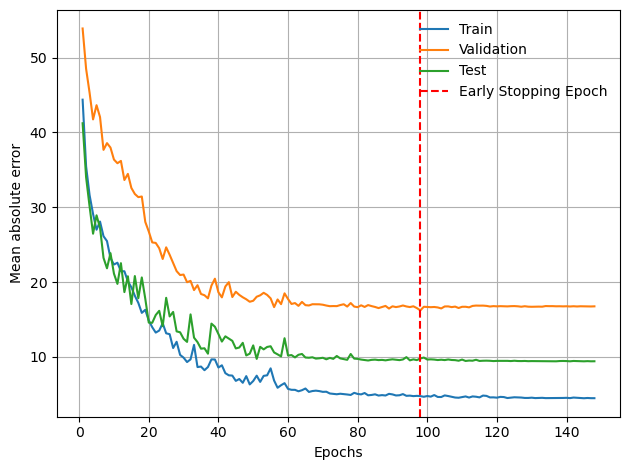 Train
Validation
Test
Early Stopping Epoch
Mean absolute error
50
40
30
20
10
0 20 40 60 80 100 120 140
Epochs